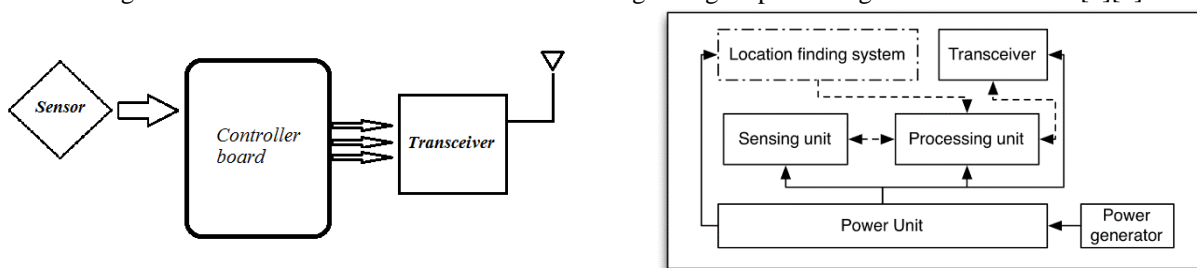 Sensor
Controller
board
Transceiver
Location finding system
Transceiver
Sensing unit
Processing unit
Power Unit
Power
generator